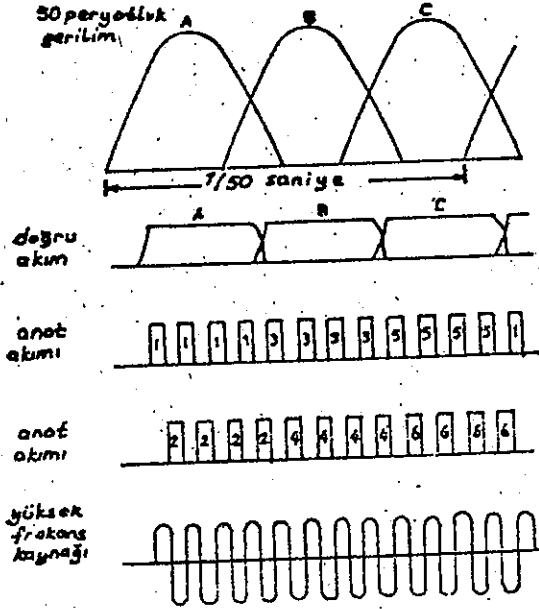 50 peryotluk
gerilim
A B C
1/50 saniye
A B C
doğru
akım
anot
akımı
1 1 1 1 3 3 3 3 5 5 5 5 1
anot
akımı
2 2 2 2 4 4 4 4 6 6 6 6
yüksek
frekans
kaynağı